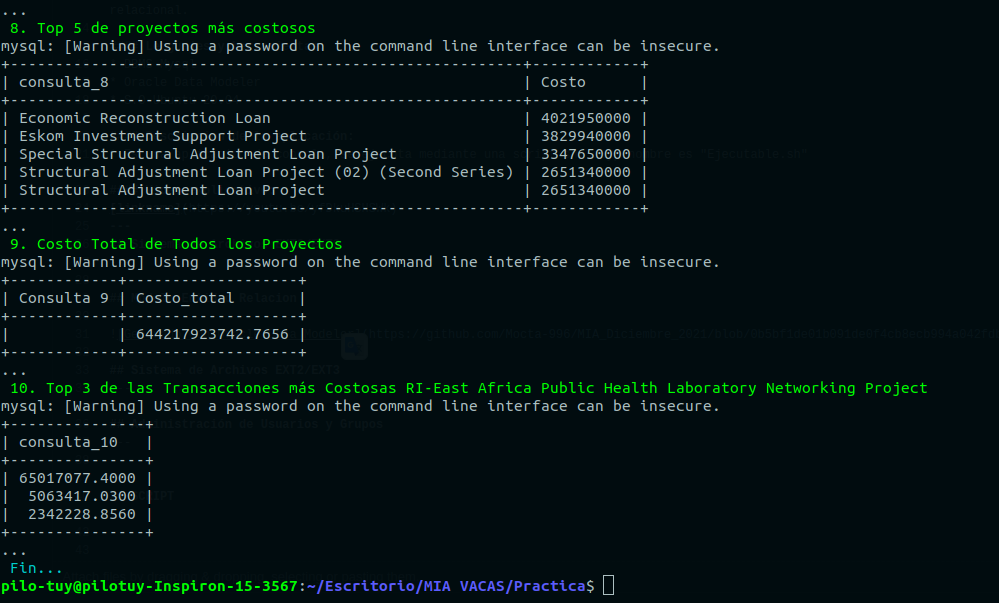 ...
 8. Top 5 de proyectos más costosos
mysql: [Warning] Using a password on the command line interface can be insecure.
+---------------------------------------------------------+------------+
| consulta_8                                              | Costo      |
+---------------------------------------------------------+------------+
| Economic Reconstruction Loan                            | 4021950000 |
| Eskom Investment Support Project                        | 3829940000 |
| Special Structural Adjustment Loan Project              | 3347650000 |
| Structural Adjustment Loan Project (02) (Second Series) | 2651340000 |
| Structural Adjustment Loan Project                      | 2651340000 |
+---------------------------------------------------------+------------+
...
 9. Costo Total de Todos los Proyectos
mysql: [Warning] Using a password on the command line interface can be insecure.
+------------+-------------------+
| Consulta 9 | Costo_total       |
+------------+-------------------+
|            | 644217923742.7656 |
+------------+-------------------+
...
 10. Top 3 de las Transacciones más Costosas RI-East Africa Public Health Laboratory Networking Project
mysql: [Warning] Using a password on the command line interface can be insecure.
+---------------+
| consulta_10   |
+---------------+
| 65017077.4000 |
|  5063417.0300 |
|  2342228.8560 |
+---------------+
...
 Fin...
pilo-tuy@pilotuy-Inspiron-15-3567:~/Escritorio/MIA VACAS/Practica$